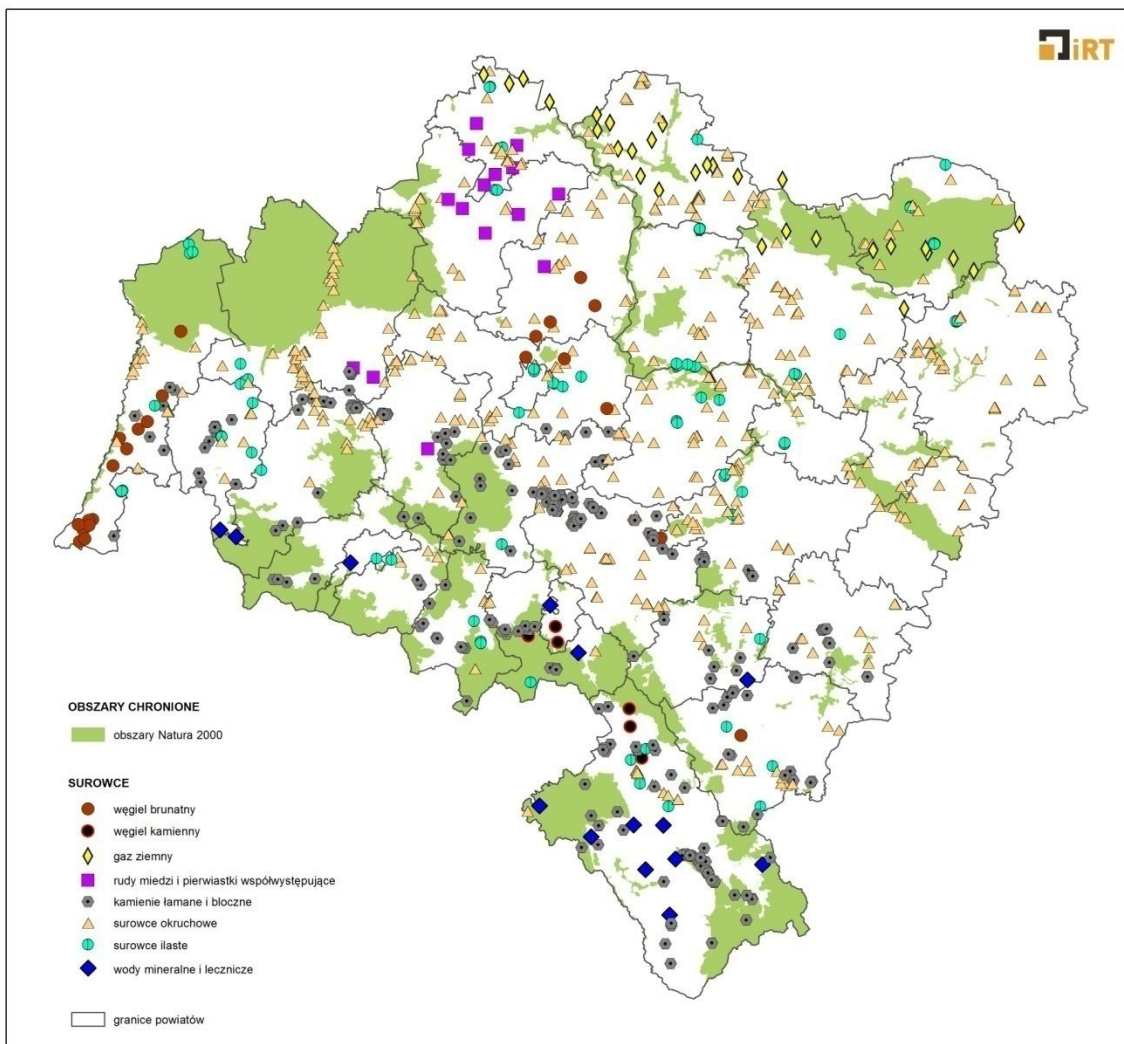 iRT
OBSZARY CHRONIONE
obszary Natura 2000
SUROWCE
węgiel brunatny
węgiel kamienny
gaz ziemny
rudy miedzi i pierwiastki współwystępujące
kamienie łamane i bloczne
surowce okruchowe
surowce ilaste
wody mineralne i lecznicze
granice powiatów